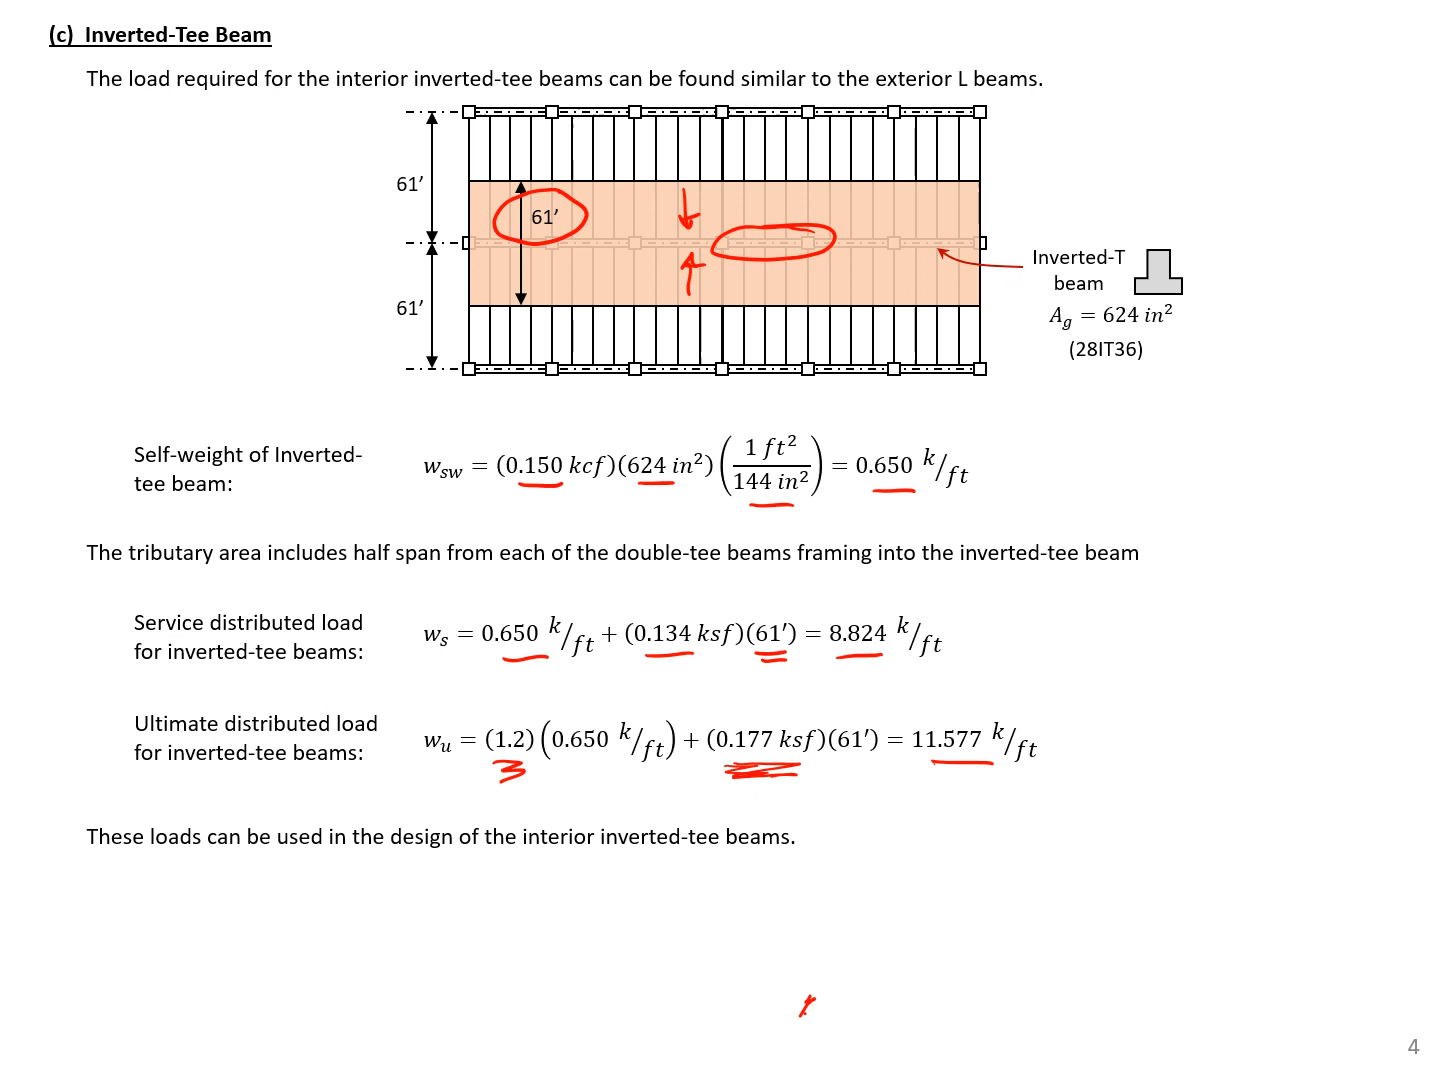 (c) Inverted-Tee Beam
The load required for the interior inverted-tee beams can be found similar to the exterior L beams.
61′
61′
61′
Inverted-T
beam
A_g = 624 in²
(28IT36)
Self-weight of Inverted-
tee beam:
w_sw = (0.150 kcf)(624 in²)(1 ft²/144 in²) = 0.650 k/ft
The tributary area includes half span from each of the double-tee beams framing into the inverted-tee beam
Service distributed load
for inverted-tee beams:
w_s = 0.650 k/ft + (0.134 ksf)(61′) = 8.824 k/ft
Ultimate distributed load
for inverted-tee beams:
w_u = (1.2)(0.650 k/ft) + (0.177 ksf)(61′) = 11.577 k/ft
These loads can be used in the design of the interior inverted-tee beams.
4